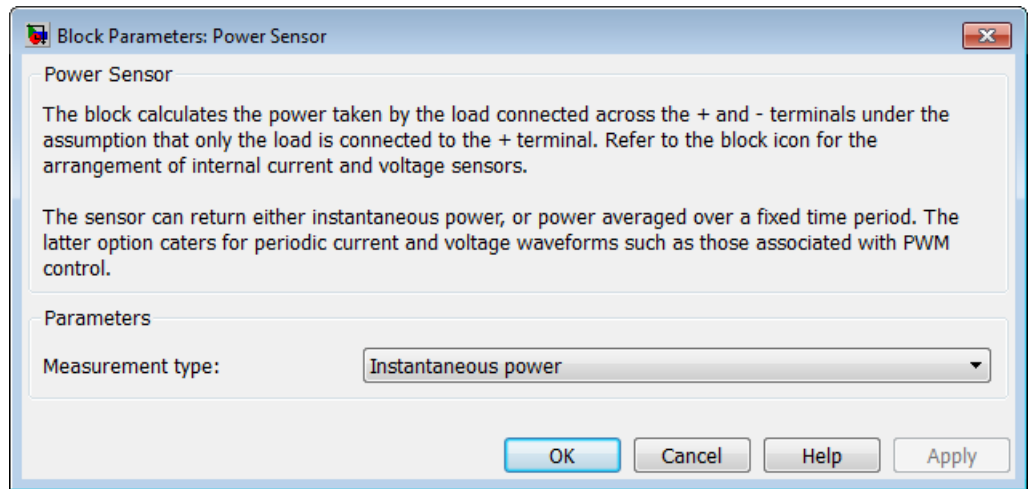 Block Parameters: Power Sensor
Power Sensor
The block calculates the power taken by the load connected across the + and - terminals under the
assumption that only the load is connected to the + terminal. Refer to the block icon for the
arrangement of internal current and voltage sensors.
The sensor can return either instantaneous power, or power averaged over a fixed time period. The
latter option caters for periodic current and voltage waveforms such as those associated with PWM
control.
Parameters
Measurement type: Instantaneous power
OK Cancel Help Apply